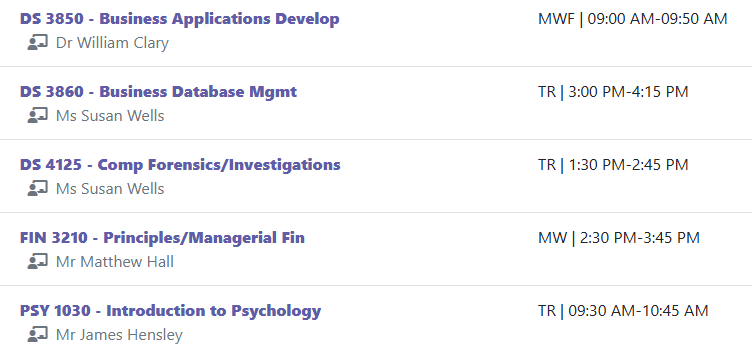 DS 3850 - Business Applications Develop MWF | 09:00 AM-09:50 AM
Dr William Clary
DS 3860 - Business Database Mgmt TR | 3:00 PM-4:15 PM
Ms Susan Wells
DS 4125 - Comp Forensics/Investigations TR | 1:30 PM-2:45 PM
Ms Susan Wells
FIN 3210 - Principles/Managerial Fin MW | 2:30 PM-3:45 PM
Mr Matthew Hall
PSY 1030 - Introduction to Psychology TR | 09:30 AM-10:45 AM
Mr James Hensley